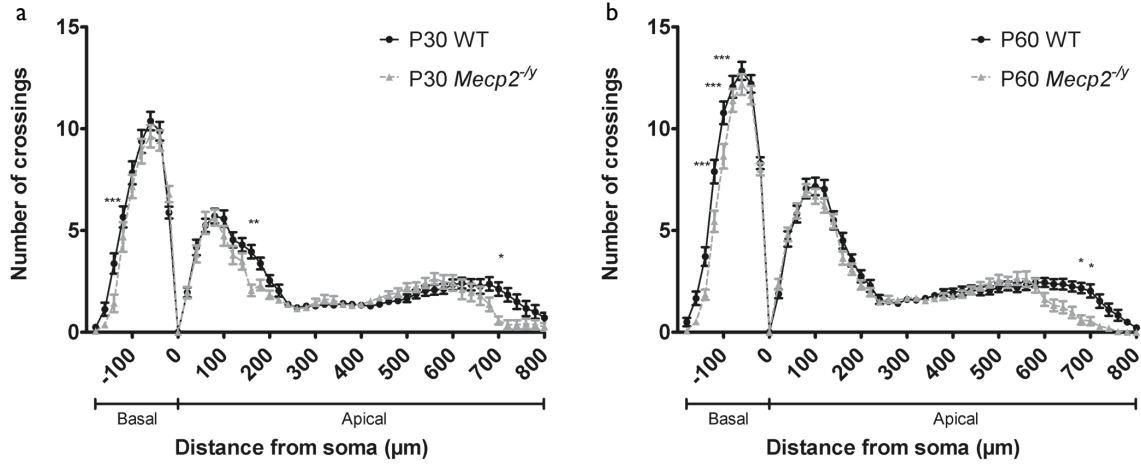 a
15
10
5
0
Number of crossings
P30 WT
P30 Mecp2-/y
***
**
*
-100
0
100
200
300
400
500
600
700
800
Basal
Apical
Distance from soma (µm)
b
15
10
5
0
Number of crossings
P60 WT
P60 Mecp2-/y
***
***
***
*
*
-100
0
100
200
300
400
500
600
700
800
Basal
Apical
Distance from soma (µm)